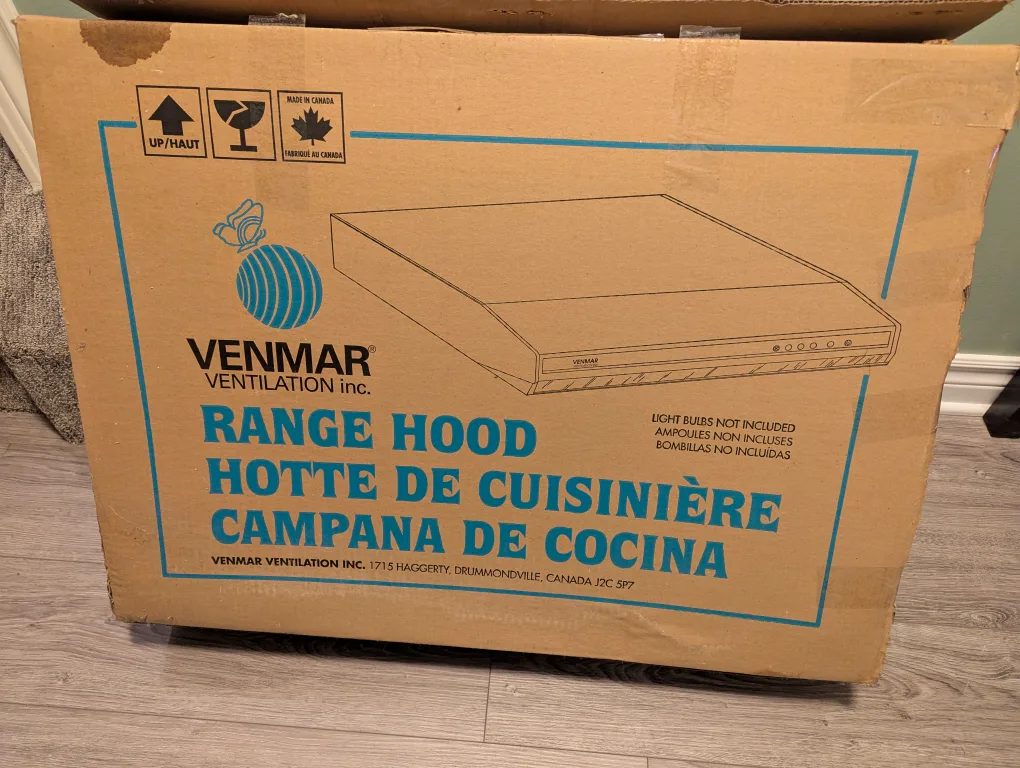 UP/HAUT
MADE IN CANADA
FABRIQUÉ AU CANADA
VENMAR®
VENTILATION inc.
VENMAR
RANGE HOOD
HOTTE DE CUISINIÈRE
CAMPANA DE COCINA
LIGHT BULBS NOT INCLUDED
AMPOULES NON INCLUSES
BOMBILLAS NO INCLUÍDAS
VENMAR VENTILATION INC. 1715 HAGGERTY, DRUMMONDVILLE, CANADA J2C 5P7